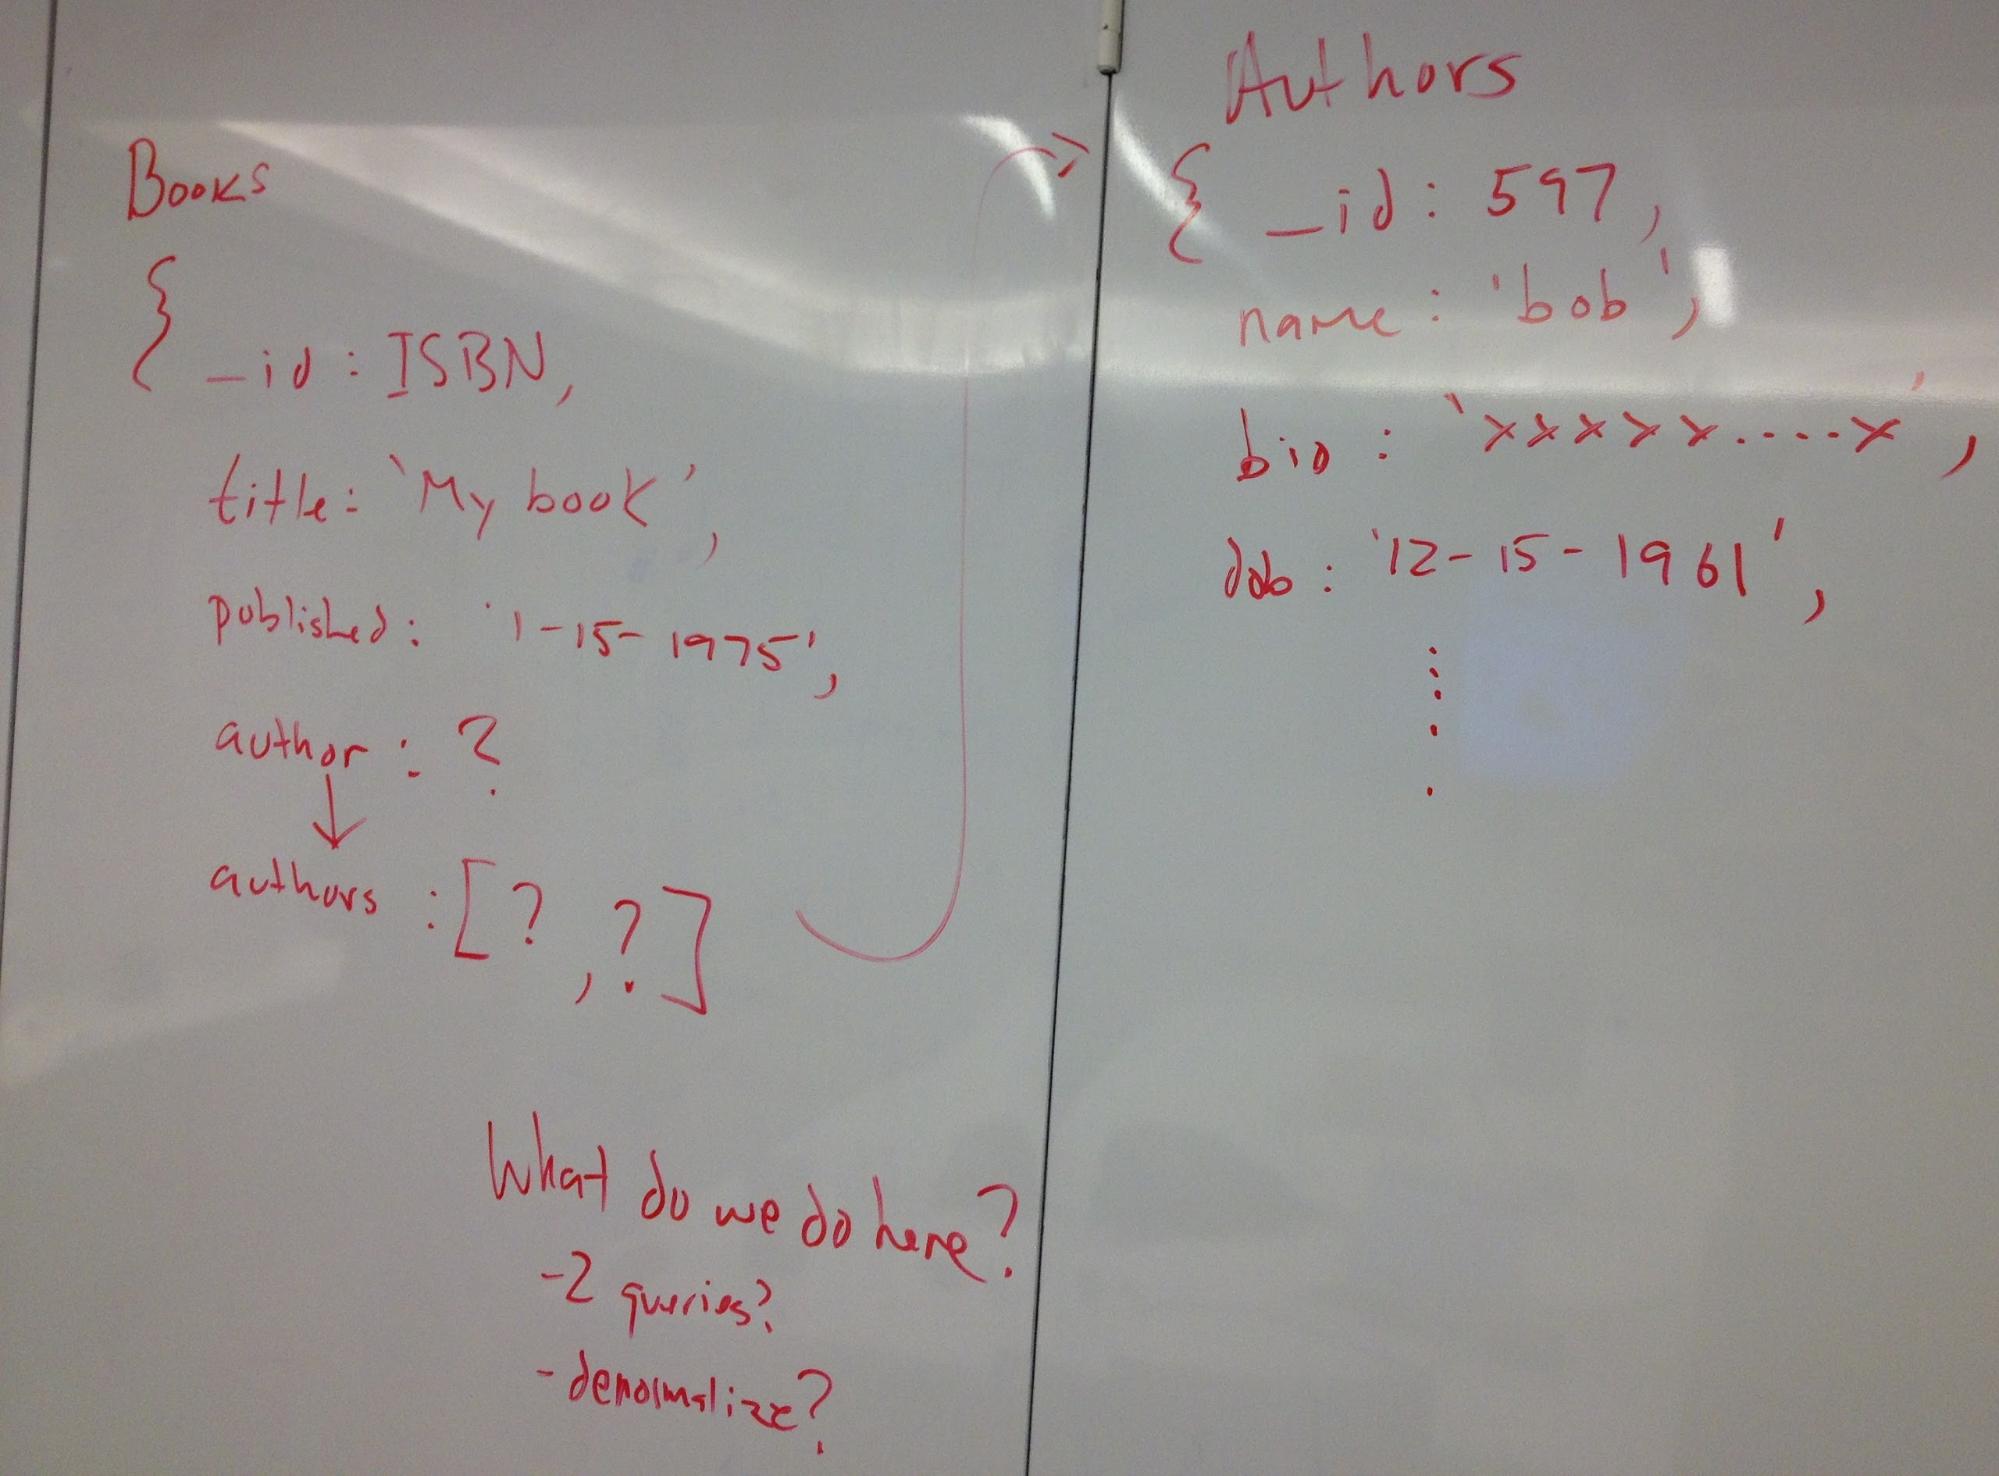 Books
{
_id : ISBN,
title: 'My book',
published: '1-15-1975',
author : ?
authors :[?,?]
What do we do here?
-2 queries?
-denormalize?
Authors
{ _id: 597,
name: 'bob',
bio : 'xxxxx....x',
dob: '12-15-1961',